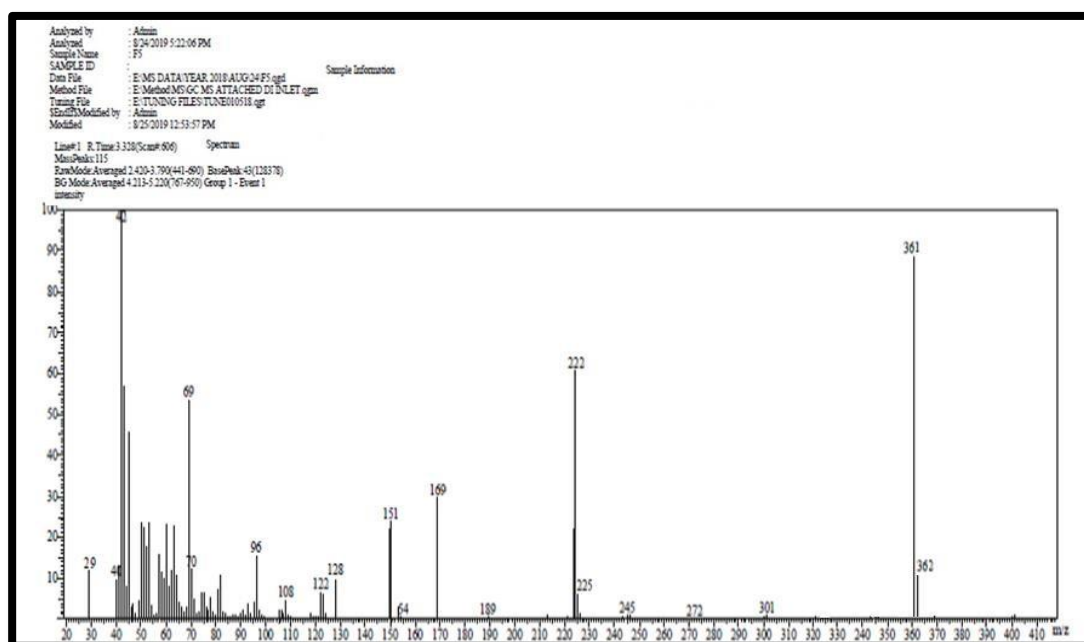 Analyzed by : Admin
Analyzed : 8/24/2019 5:22:06 PM
Sample Name : F5
SAMPLE ID :
Sample Information
Data File : E:\MS DATA\YEAR 2018\AUG\24\F5.qgd
Method File : E:\Method\MS\GC MS ATTACHED DI INLET.qgm
Tuning File : E:\TUNING FILES\TUNE010518.qgt
Modified by : Admin
Modified : 8/25/2019 12:53:57 PM
Line#:1 R.Time:3.328(Scan#:606) Spectrum
MassPeaks:115
RawMode:Averaged 2.420-3.790(441-690) BasePeak:43(128378)
BG Mode:Averaged 4.213-5.220(767-950) Group 1 - Event 1
intensity
100
90
80
70
60
50
40
30
20
10
361
222
69
169
151
96
29
70
128
122
108
64
189
225
245
272
301
362
20 30 40 50 60 70 80 90 100 110 120 130 140 150 160 170 180 190 200 210 220 230 240 250 260 270 280 290 300 310 320 330 340 350 360 370 380 390 400 410 m/z